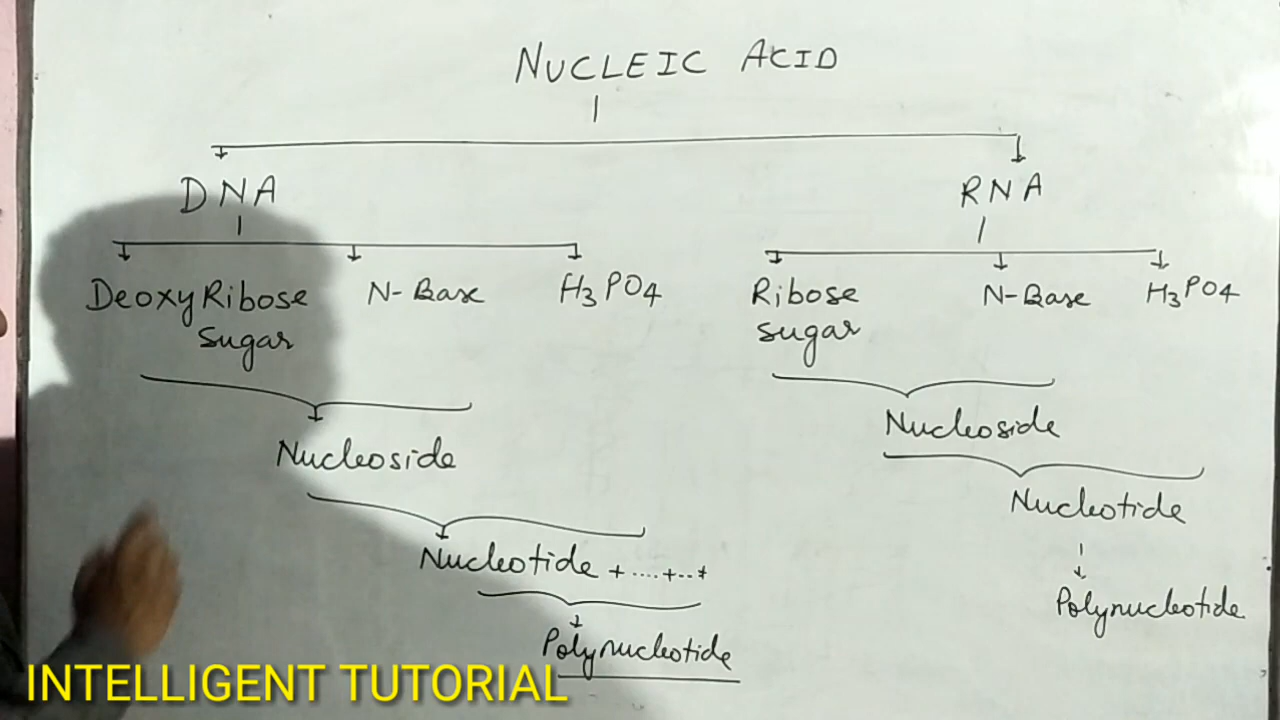 NUCLEIC ACID
DNA
RNA
DeoxyRibose sugar
N-Base
H3PO4
Ribose sugar
N-Base
H3PO4
Nucleoside
Nucleoside
Nucleotide + ....+..+
Nucleotide
Polynucleotide
Polynucleotide
INTELLIGENT TUTORIAL